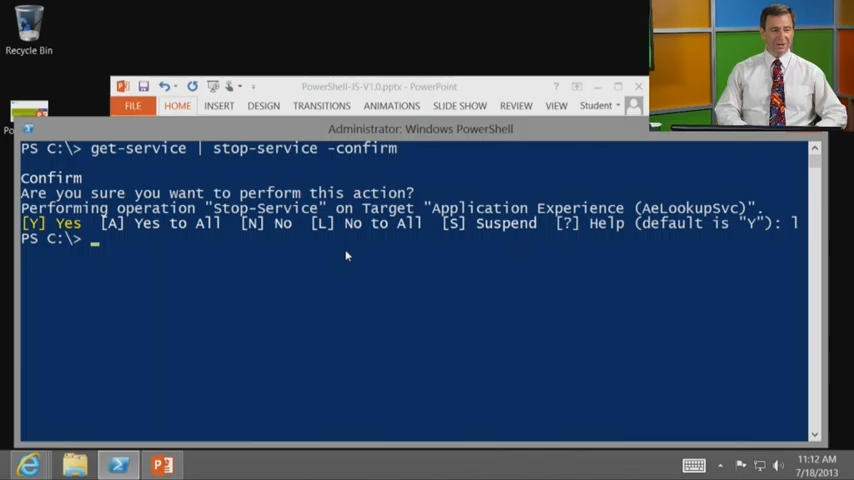 Recycle Bin
PowerShell-JS-V1.0.pptx - PowerPoint
FILE HOME INSERT DESIGN TRANSITIONS ANIMATIONS SLIDE SHOW REVIEW VIEW Student
Administrator: Windows PowerShell
PS C:\> get-service | stop-service -confirm
Confirm
Are you sure you want to perform this action?
Performing operation "Stop-Service" on Target "Application Experience (AeLookupSvc)".
[Y] Yes [A] Yes to All [N] No [L] No to All [S] Suspend [?] Help (default is "Y"): l
PS C:\>
11:12 AM
7/18/2013